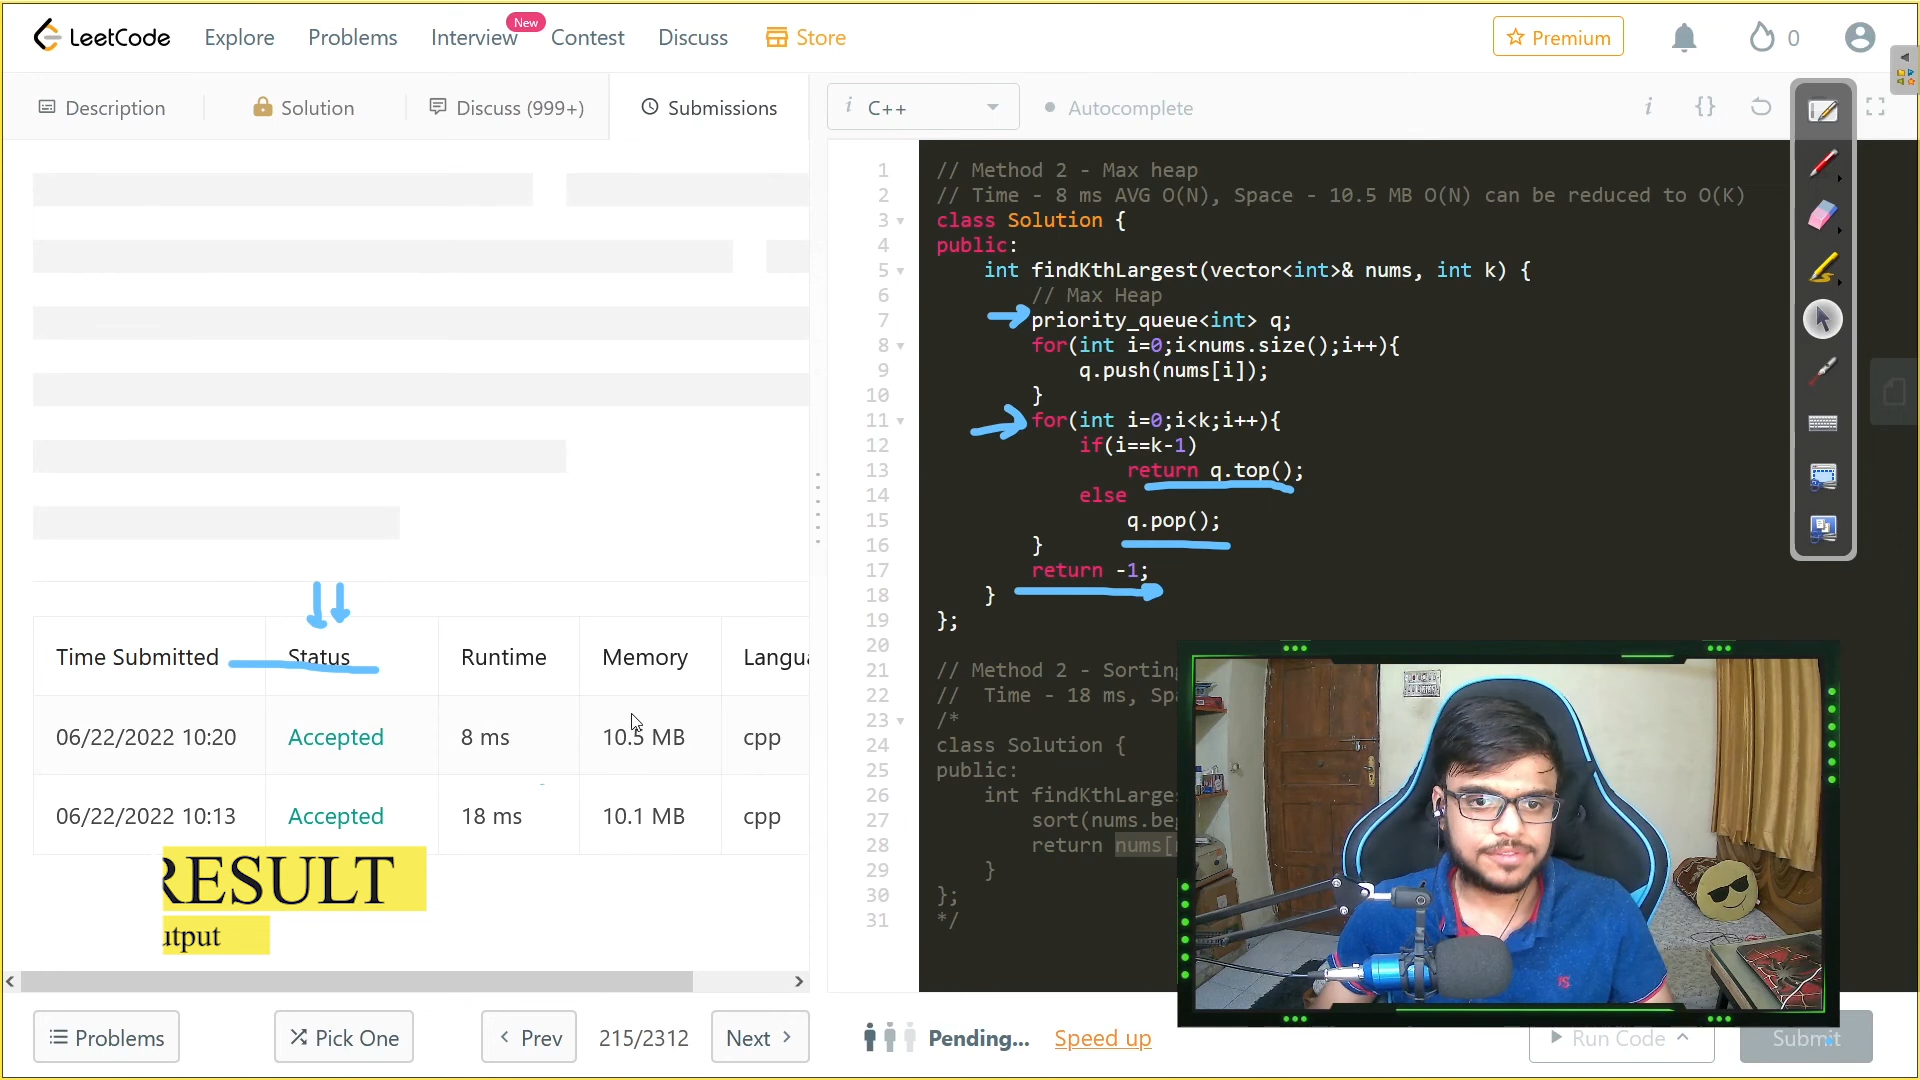 LeetCode Explore Problems Interview New Contest Discuss Store Premium 0
Description Solution Discuss (999+) Submissions
i C++ Autocomplete i {}
1 // Method 2 - Max heap
2 // Time - 8 ms AVG O(N), Space - 10.5 MB O(N) can be reduced to O(K)
3 class Solution {
4 public:
5 int findKthLargest(vector<int>& nums, int k) {
6 // Max Heap
7 priority_queue<int> q;
8 for(int i=0;i<nums.size();i++){
9 q.push(nums[i]);
10 }
11 for(int i=0;i<k;i++){
12 if(i==k-1)
13 return q.top();
14 else
15 q.pop();
16 }
17 return -1;
18 }
19 };
20
21 // Method 2 - Sorting
22 // Time - 18 ms, Spa
23 /*
24 class Solution {
25 public:
26 int findKthLarges
27 sort(nums.beg
28 return nums[
29 }
30 };
31 */
Time Submitted Status Runtime Memory Langua
06/22/2022 10:20 Accepted 8 ms 10.5 MB cpp
06/22/2022 10:13 Accepted 18 ms 10.1 MB cpp
RESULT
utput
Problems Pick One Prev 215/2312 Next Pending... Speed up Run Code Submit